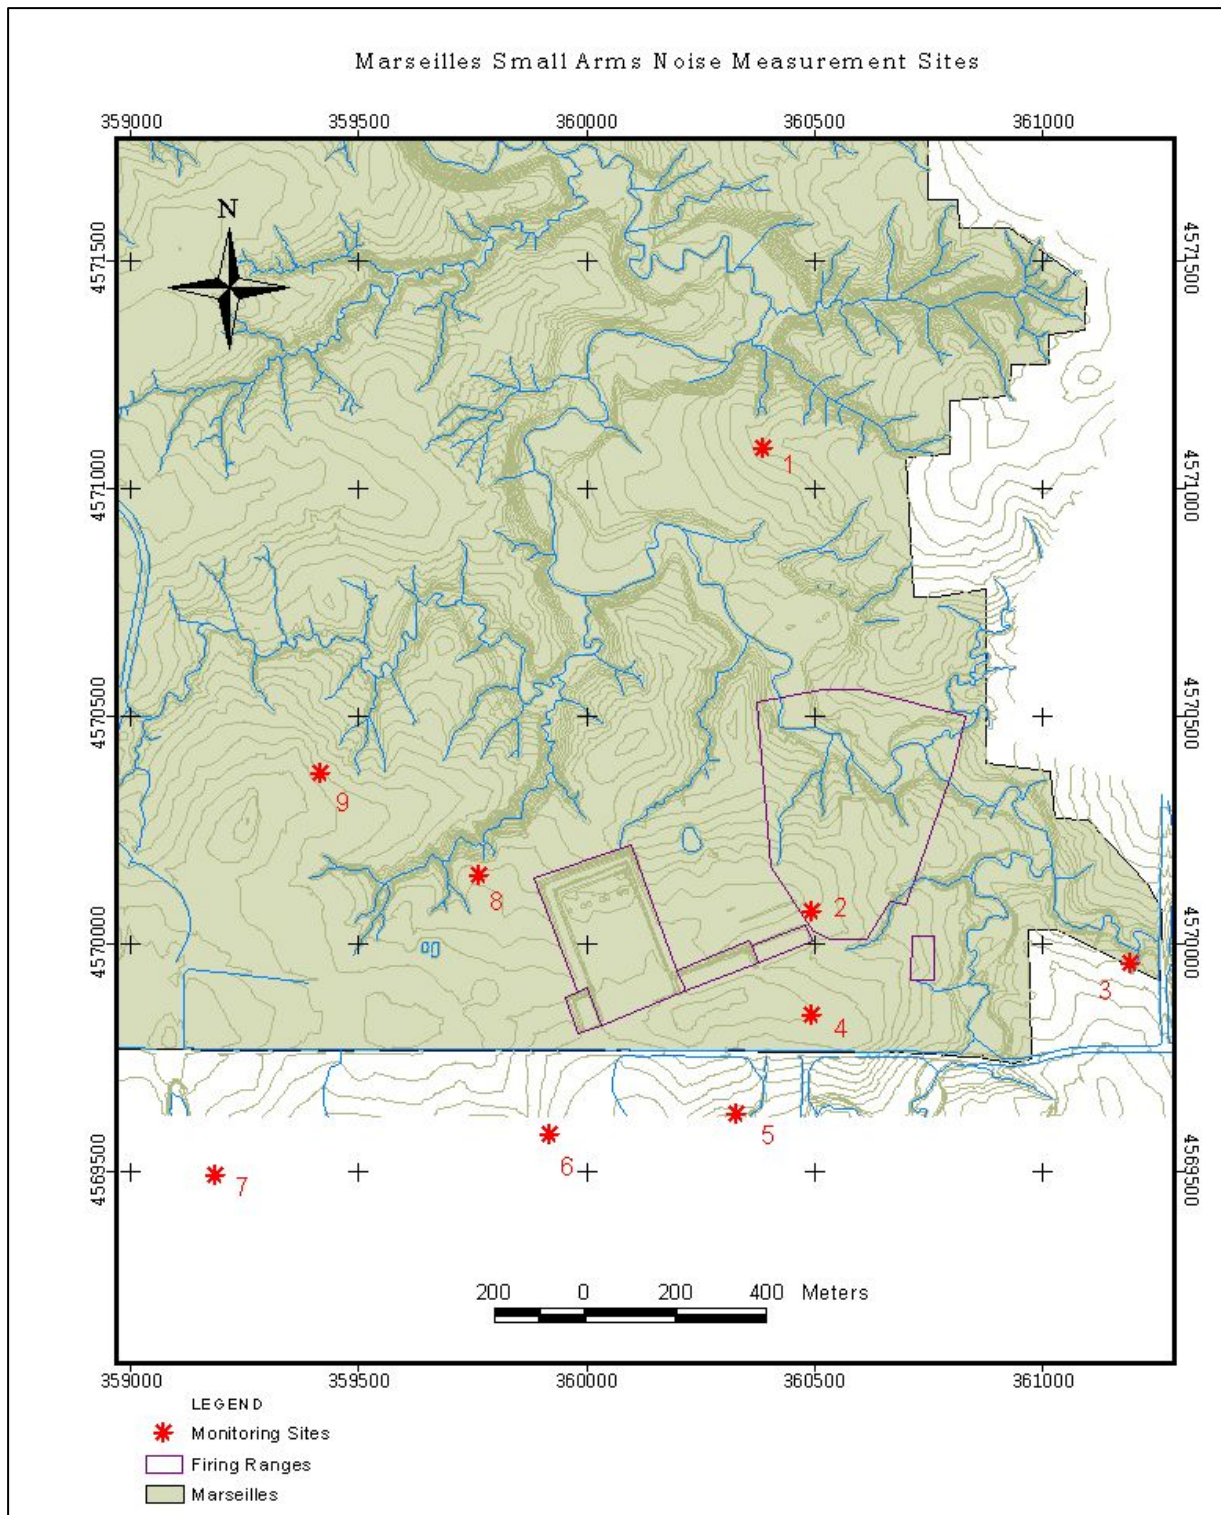 Marseilles Small Arms Noise Measurement Sites
359000 359500 360000 360500 361000
N
4571500 4571500
1
4571000 4571000
4570500 4570500
9
8
2
4570000 4570000
3
4
5
6
4569500 4569500
7
200 0 200 400 Meters
359000 359500 360000 360500 361000
LEGEND
Monitoring Sites
Firing Ranges
Marseilles